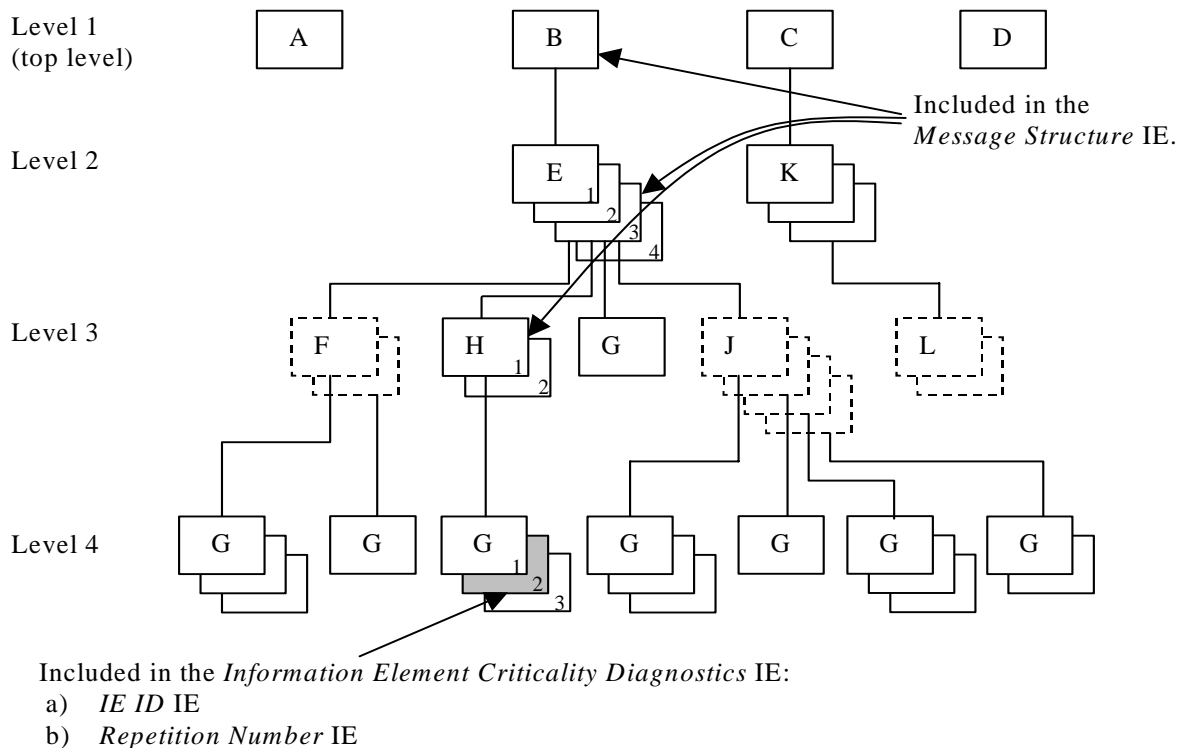 Level 1
(top level)
A
B
C
D
Included in the
Message Structure IE.
Level 2
E
1
2
3
4
K
Level 3
F
H
1
2
G
J
L
Level 4
G
G
G
1
2
3
G
G
G
G
Included in the Information Element Criticality Diagnostics IE:
a) IE ID IE
b) Repetition Number IE